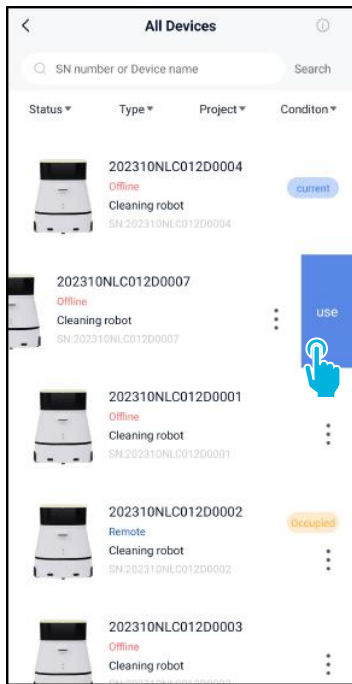 All Devices
SN number or Device name Search
Status Type Project Conditon
202310NLC012D0004
Offline current
Cleaning robot
SN:202310NLC012D0004
202310NLC012D0007
Offline
use
Cleaning robot
SN:202310NLC012D0007
202310NLC012D0001
Offline
Cleaning robot
SN:202310NLC012D0001
202310NLC012D0002
Remote Occupied
Cleaning robot
SN:202310NLC012D0002
202310NLC012D0003
Offline
Cleaning robot